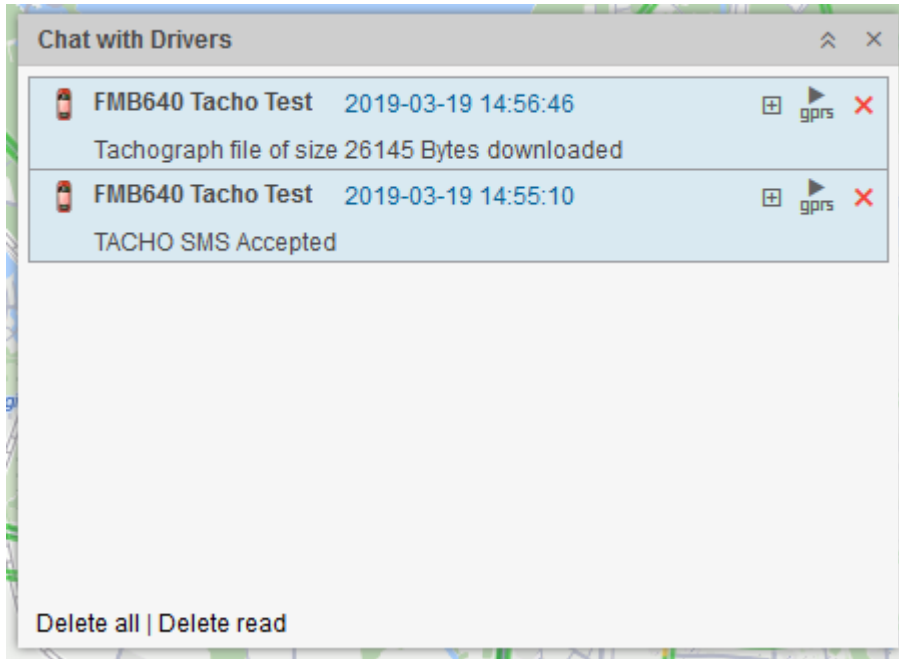 Chat with Drivers
FMB640 Tacho Test 2019-03-19 14:56:46 gprs
Tachograph file of size 26145 Bytes downloaded
FMB640 Tacho Test 2019-03-19 14:55:10 gprs
TACHO SMS Accepted
Delete all | Delete read